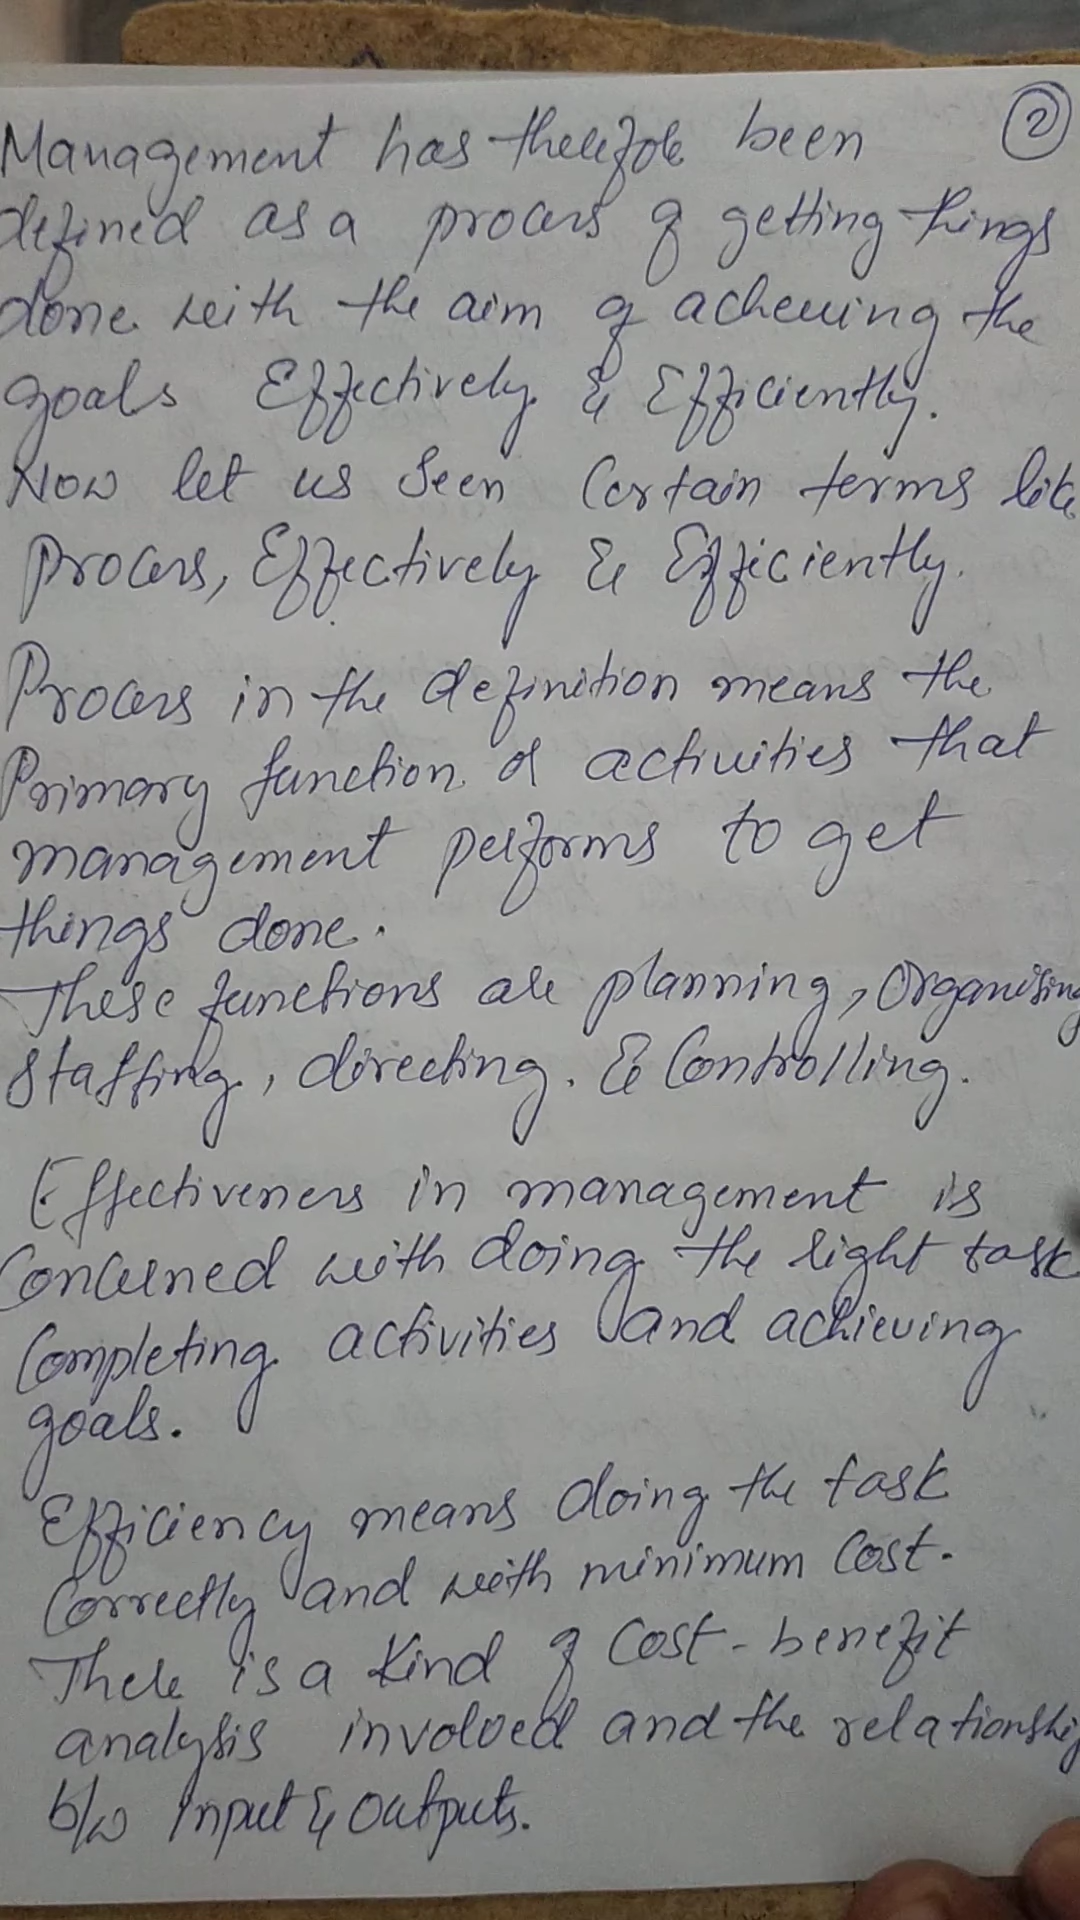 ②
Management has therefore been
defined as a process of getting things
done with the aim of acheiving the
goals Effectively & Efficiently.
Now let us seen Certain terms like
Process, Effectively & Efficiently.
Process in the definition means the
Primary function or activities that
management performs to get
things done.
These functions are planning, Organising
Staffing, directing. & Controlling.
Effectiveness in management is
Concerned with doing the right task
Completing activities and achieving
goals.
Efficiency means doing the task
Correctly and with minimum Cost.
There is a Kind of Cost-benefit
analysis involved and the relationship
b/w Input & Outputs.